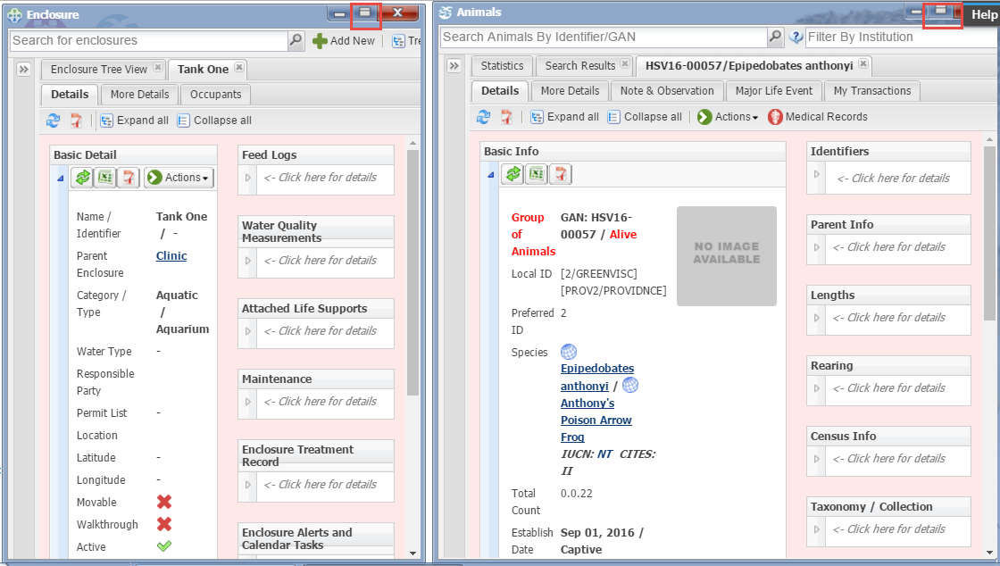 Enclosure
Search for enclosures
Add New
Tre
Enclosure Tree View
Tank One
Details
More Details
Occupants
Expand all
Collapse all
Basic Detail
Actions
Name / Identifier
Tank One / -
Parent Enclosure
Clinic
Category / Type
Aquatic / Aquarium
Water Type
-
Responsible Party
Permit List
-
Location
Latitude
-
Longitude
-
Movable
Walkthrough
Active
Feed Logs
<- Click here for details
Water Quality Measurements
<- Click here for details
Attached Life Supports
<- Click here for details
Maintenance
<- Click here for details
Enclosure Treatment Record
<- Click here for details
Enclosure Alerts and Calendar Tasks
Animals
Help
Search Animals By Identifier/GAN
Filter By Institution
Statistics
Search Results
HSV16-00057/Epipedobates anthonyi
Details
More Details
Note & Observation
Major Life Event
My Transactions
Expand all
Collapse all
Actions
Medical Records
Basic Info
Group of Animals
GAN: HSV16-00057 / Alive
NO IMAGE AVAILABLE
Local ID
[2/GREENVISC]
[PROV2/PROVIDNCE]
Preferred ID
2
Species
Epipedobates anthonyi /
Anthony's Poison Arrow Frog
IUCN: NT CITES: II
Total Count
0.0.22
Establish Date
Sep 01, 2016 / Captive
Identifiers
<- Click here for details
Parent Info
<- Click here for details
Lengths
<- Click here for details
Rearing
<- Click here for details
Census Info
<- Click here for details
Taxonomy / Collection
<- Click here for details